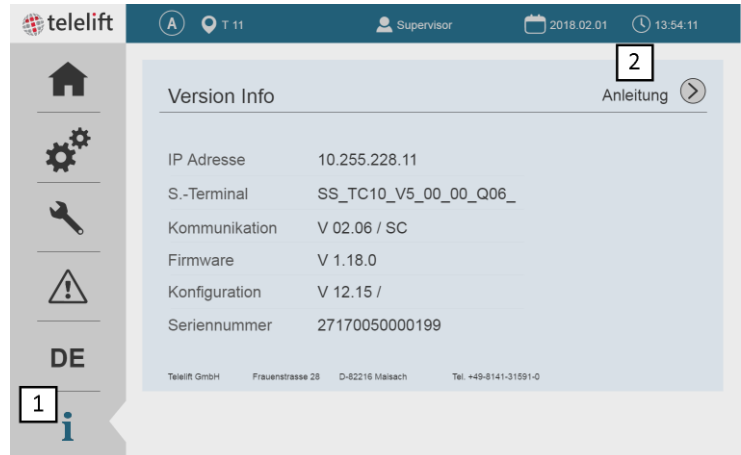 telelift A T 11 Supervisor 2018.02.01 13:54:11
2
Version Info Anleitung
IP Adresse 10.255.228.11
S.-Terminal SS_TC10_V5_00_00_Q06_
Kommunikation V 02.06 / SC
Firmware V 1.18.0
Konfiguration V 12.15 /
Seriennummer 27170050000199
DE
Telelift GmbH Frauenstrasse 28 D-82216 Maisach Tel. +49-8141-31591-0
1
i